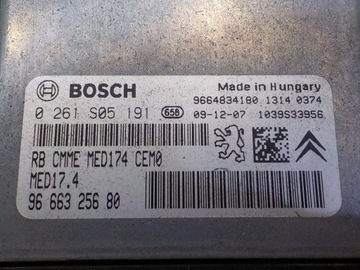 BOSCH
Made in Hungary
9664834180 1314 0374
0 261 S05 191 658
09-12-07 1039S33956
RB CMME MED174 CEM0
MED17.4
96 663 256 80